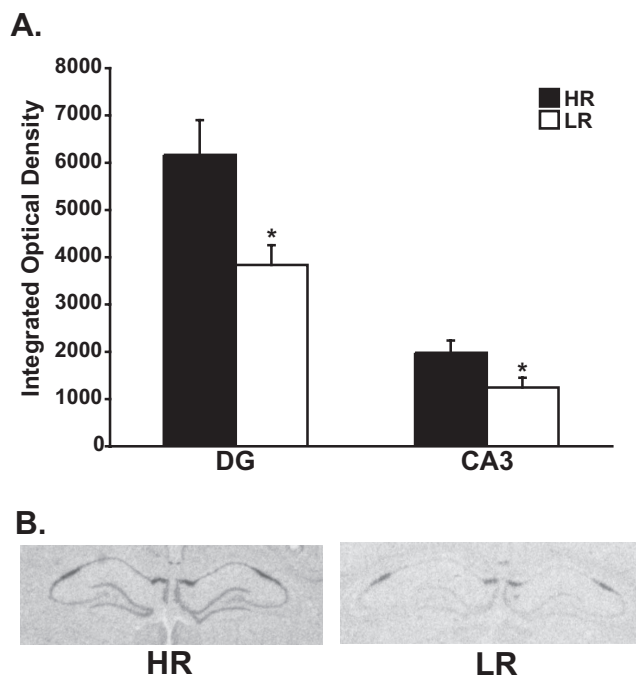 A.
Integrated Optical Density
8000
7000
6000
5000
4000
3000
2000
1000
0
HR
LR
*
*
DG
CA3
B.
HR
LR